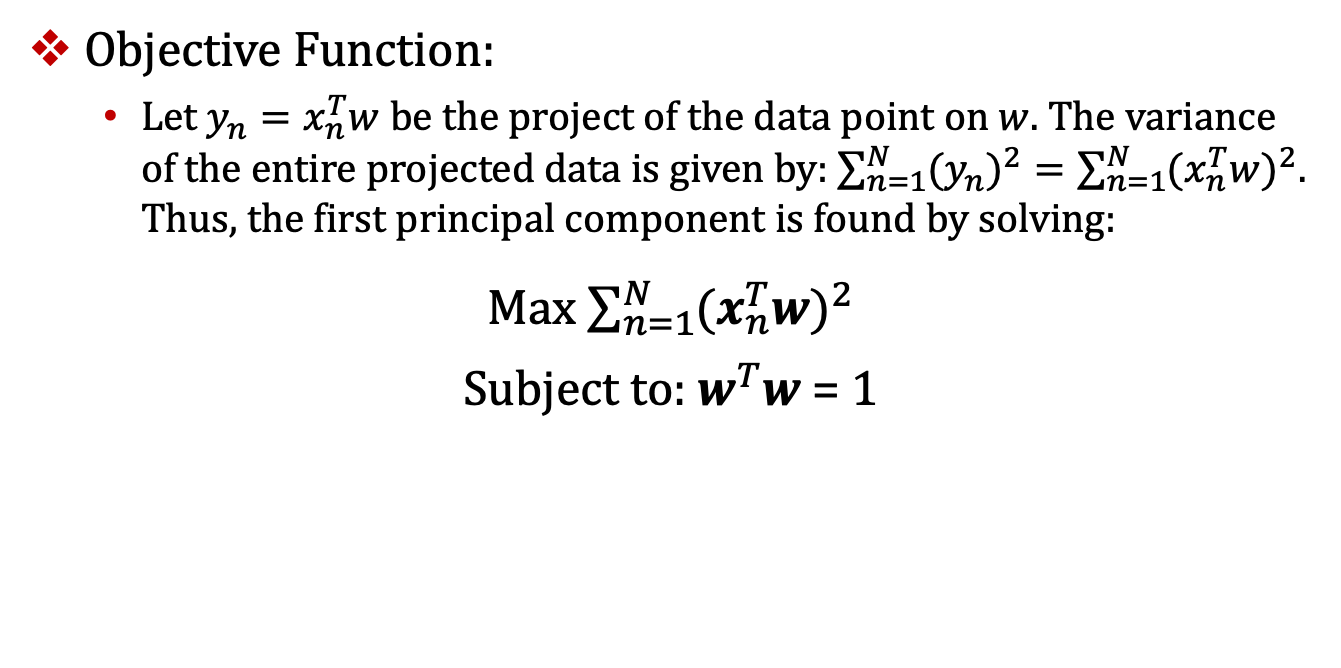 ❖ Objective Function:
• Let yₙ = xₙᵀw be the project of the data point on w. The variance
of the entire projected data is given by: ∑ₙ₌₁ᴺ(yₙ)² = ∑ₙ₌₁ᴺ(xₙᵀw)².
Thus, the first principal component is found by solving:
Max ∑ₙ₌₁ᴺ(xₙᵀw)²
Subject to: wᵀw = 1